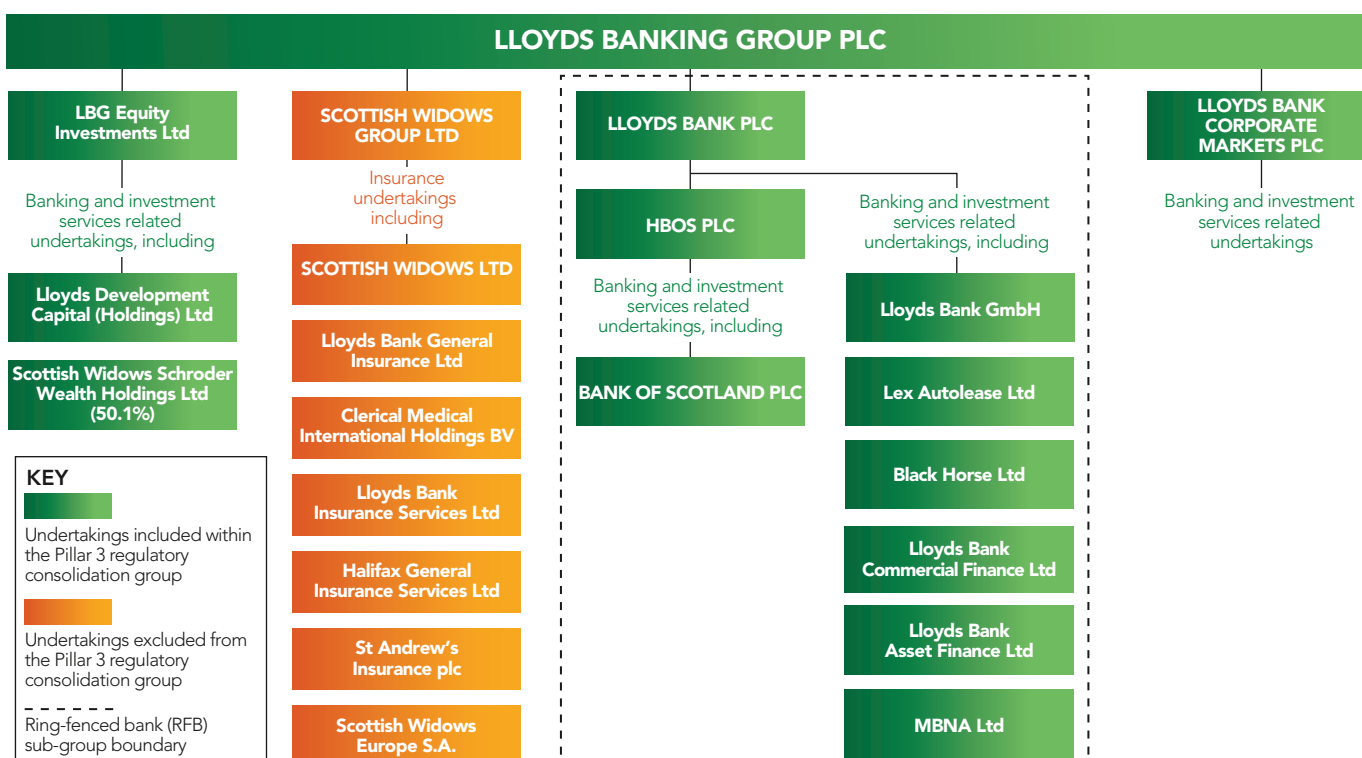 LLOYDS BANKING GROUP PLC
LBG Equity
Investments Ltd
Banking and investment
services related
undertakings, including
Lloyds Development
Capital (Holdings) Ltd
Scottish Widows Schroder
Wealth Holdings Ltd
(50.1%)
KEY
Undertakings included within
the Pillar 3 regulatory
consolidation group
Undertakings excluded from
the Pillar 3 regulatory
consolidation group
Ring-fenced bank (RFB)
sub-group boundary
SCOTTISH WIDOWS
GROUP LTD
Insurance
undertakings
including
SCOTTISH WIDOWS LTD
Lloyds Bank General
Insurance Ltd
Clerical Medical
International Holdings BV
Lloyds Bank
Insurance Services Ltd
Halifax General
Insurance Services Ltd
St Andrew’s
Insurance plc
Scottish Widows
Europe S.A.
LLOYDS BANK PLC
HBOS PLC
Banking and investment
services related
undertakings, including
BANK OF SCOTLAND PLC
Banking and investment
services related
undertakings, including
Lloyds Bank GmbH
Lex Autolease Ltd
Black Horse Ltd
Lloyds Bank
Commercial Finance Ltd
Lloyds Bank
Asset Finance Ltd
MBNA Ltd
LLOYDS BANK
CORPORATE
MARKETS PLC
Banking and investment
services related
undertakings